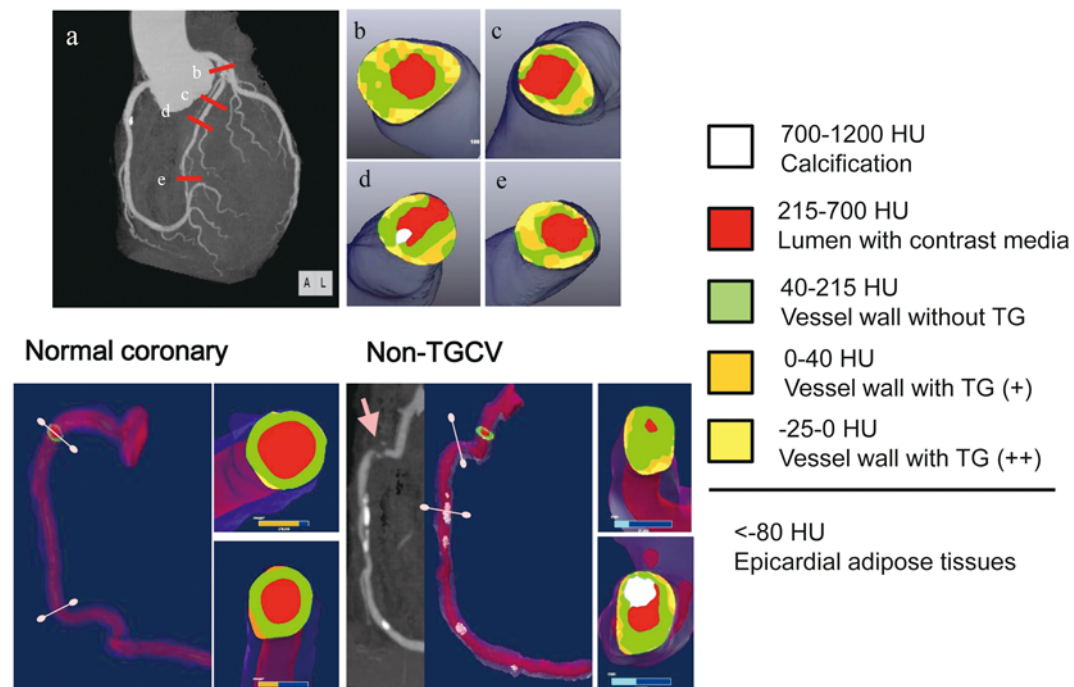 a
b
c
d
e
A L
b
c
d
e
700-1200 HU
Calcification
215-700 HU
Lumen with contrast media
40-215 HU
Vessel wall without TG
0-40 HU
Vessel wall with TG (+)
-25-0 HU
Vessel wall with TG (++)
<-80 HU
Epicardial adipose tissues
Normal coronary
Non-TGCV